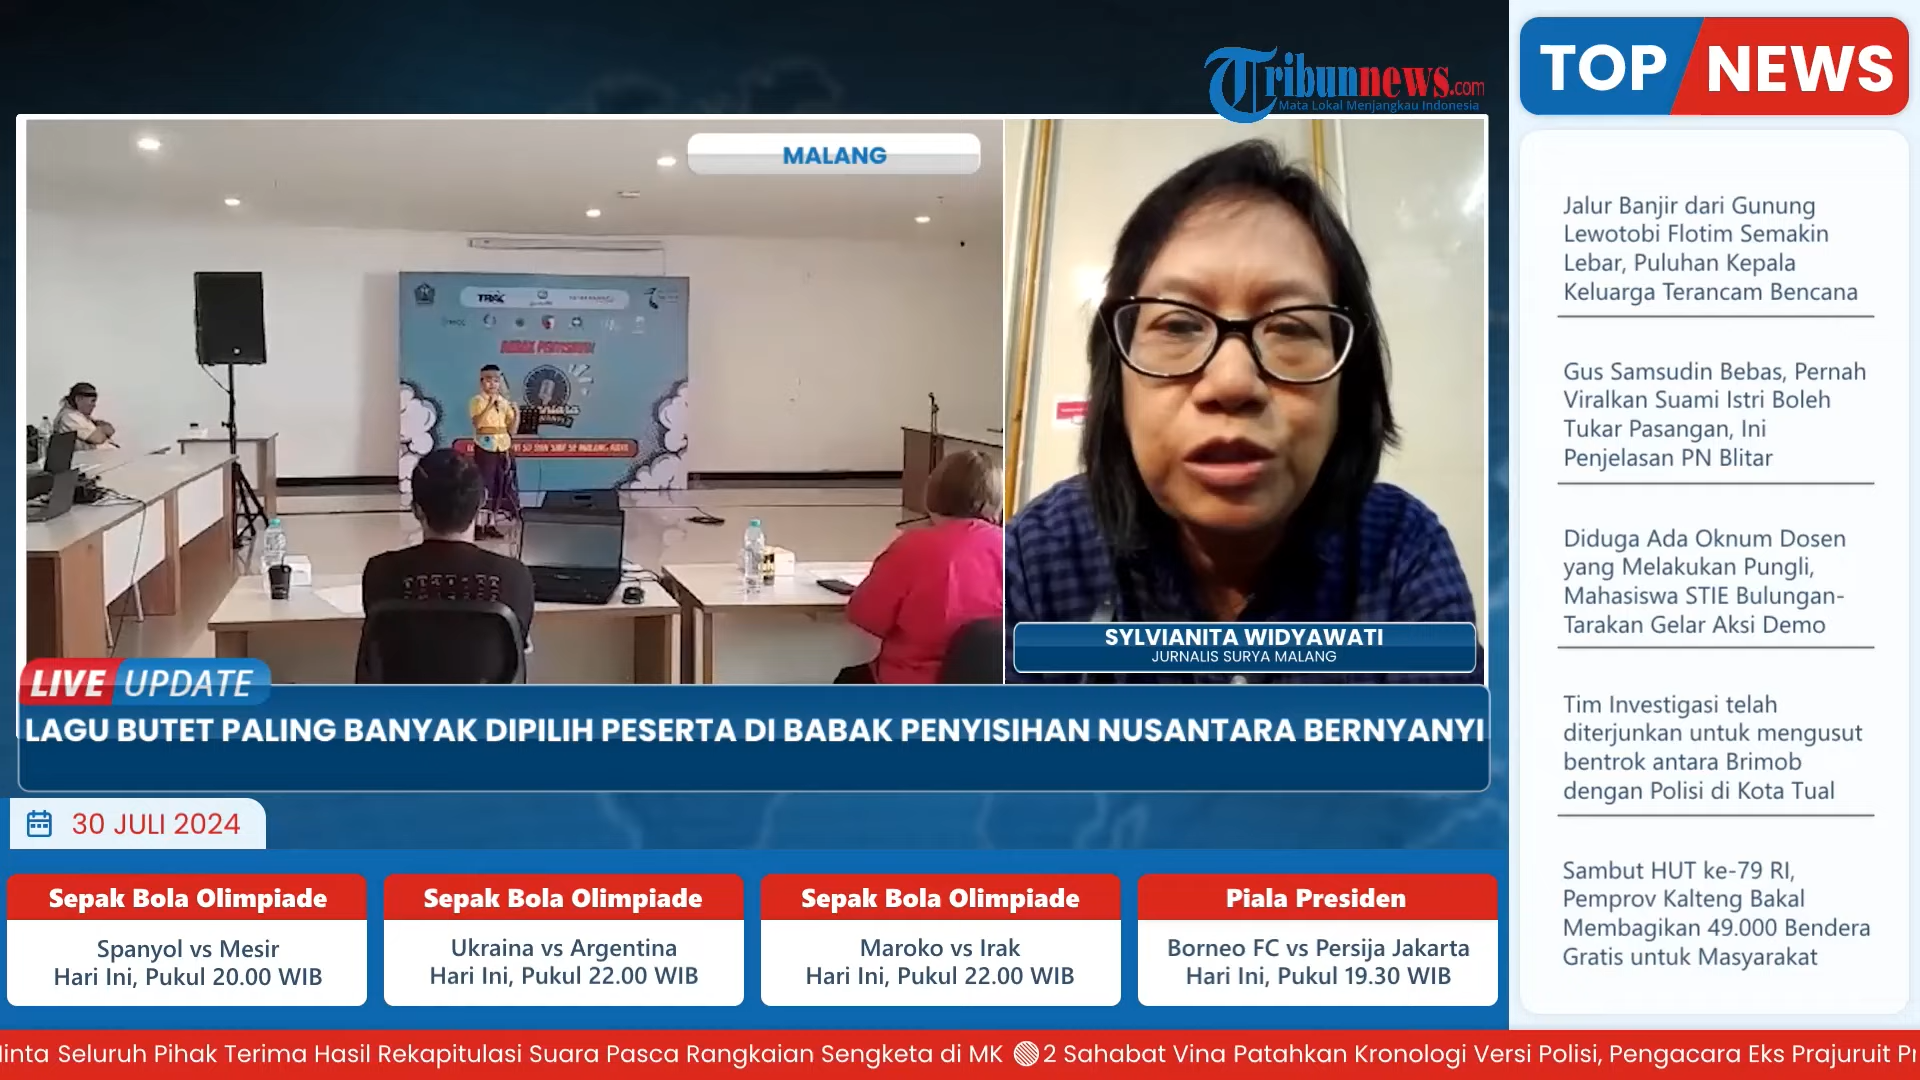 Tribunnews.com
Mata Lokal Menjangkau Indonesia
MALANG
TRAX
BABAK PENYISIHAN
SYLVIANITA WIDYAWATI
JURNALIS SURYA MALANG
LIVE UPDATE
LAGU BUTET PALING BANYAK DIPILIH PESERTA DI BABAK PENYISIHAN NUSANTARA BERNYANYI
30 JULI 2024
Sepak Bola Olimpiade
Spanyol vs Mesir
Hari Ini, Pukul 20.00 WIB
Sepak Bola Olimpiade
Ukraina vs Argentina
Hari Ini, Pukul 22.00 WIB
Sepak Bola Olimpiade
Maroko vs Irak
Hari Ini, Pukul 22.00 WIB
Piala Presiden
Borneo FC vs Persija Jakarta
Hari Ini, Pukul 19.30 WIB
TOP NEWS
Jalur Banjir dari Gunung
Lewotobi Flotim Semakin
Lebar, Puluhan Kepala
Keluarga Terancam Bencana
Gus Samsudin Bebas, Pernah
Viralkan Suami Istri Boleh
Tukar Pasangan, Ini
Penjelasan PN Blitar
Diduga Ada Oknum Dosen
yang Melakukan Pungli,
Mahasiswa STIE Bulungan-
Tarakan Gelar Aksi Demo
Tim Investigasi telah
diterjunkan untuk mengusut
bentrok antara Brimob
dengan Polisi di Kota Tual
Sambut HUT ke-79 RI,
Pemprov Kalteng Bakal
Membagikan 49.000 Bendera
Gratis untuk Masyarakat
inta Seluruh Pihak Terima Hasil Rekapitulasi Suara Pasca Rangkaian Sengketa di MK 2 Sahabat Vina Patahkan Kronologi Versi Polisi, Pengacara Eks Prajuruit P